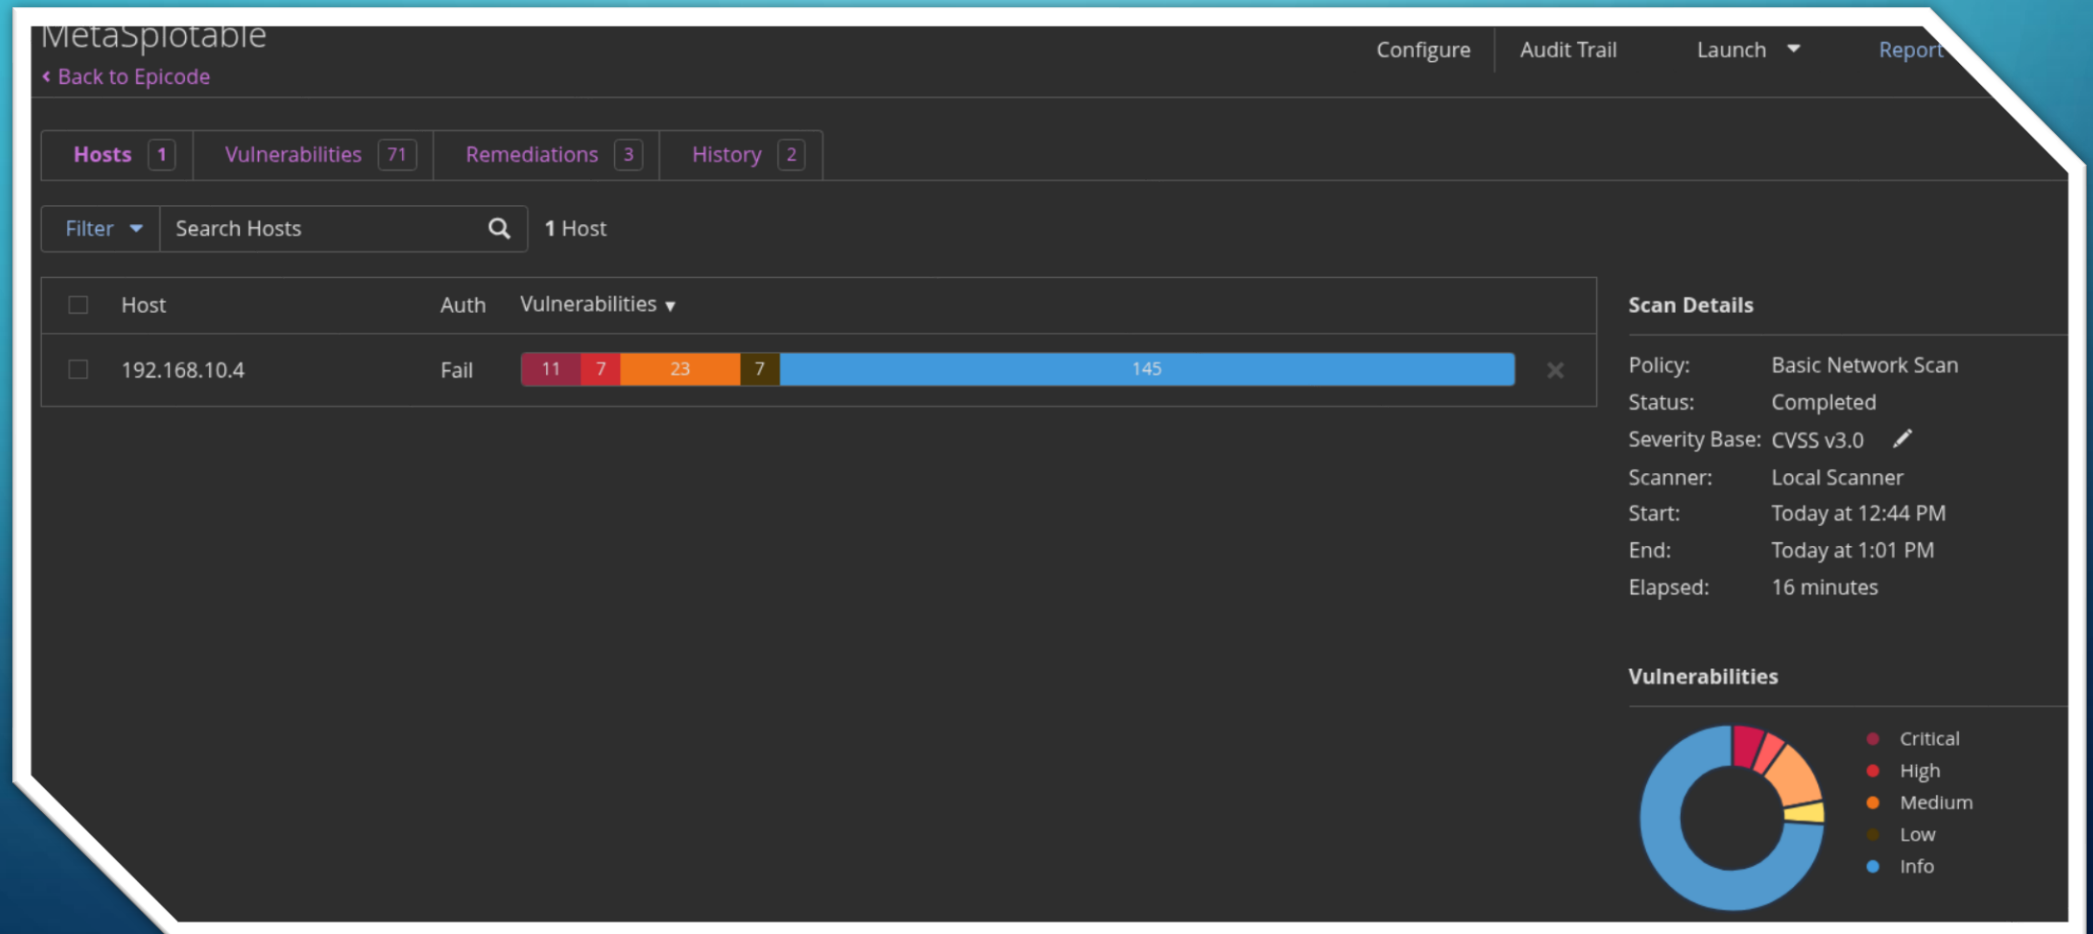 MetaSplotable
Configure Audit Trail Launch Report
Back to Epicode
Hosts 1 Vulnerabilities 71 Remediations 3 History 2
Filter Search Hosts 1 Host
Host Auth Vulnerabilities
192.168.10.4 Fail 11 7 23 7 145
Scan Details
Policy: Basic Network Scan
Status: Completed
Severity Base: CVSS v3.0
Scanner: Local Scanner
Start: Today at 12:44 PM
End: Today at 1:01 PM
Elapsed: 16 minutes
Vulnerabilities
Critical
High
Medium
Low
Info